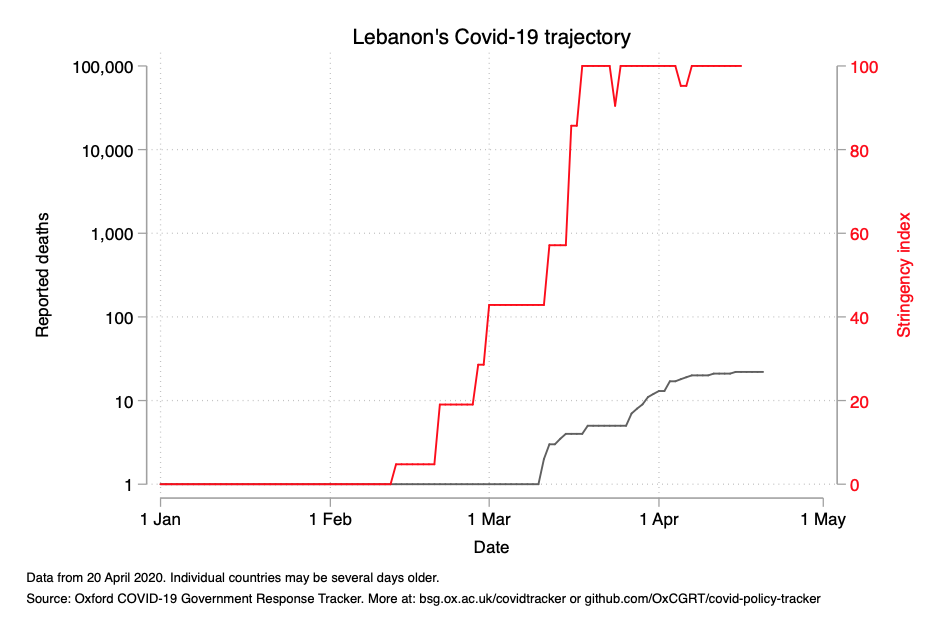 Lebanon's Covid-19 trajectory
100,000
10,000
1,000
100
10
1
Reported deaths
100
80
60
40
20
0
Stringency index
1 Jan
1 Feb
1 Mar
1 Apr
1 May
Date
Data from 20 April 2020. Individual countries may be several days older.
Source: Oxford COVID-19 Government Response Tracker. More at: bsg.ox.ac.uk/covidtracker or github.com/OxCGRT/covid-policy-tracker